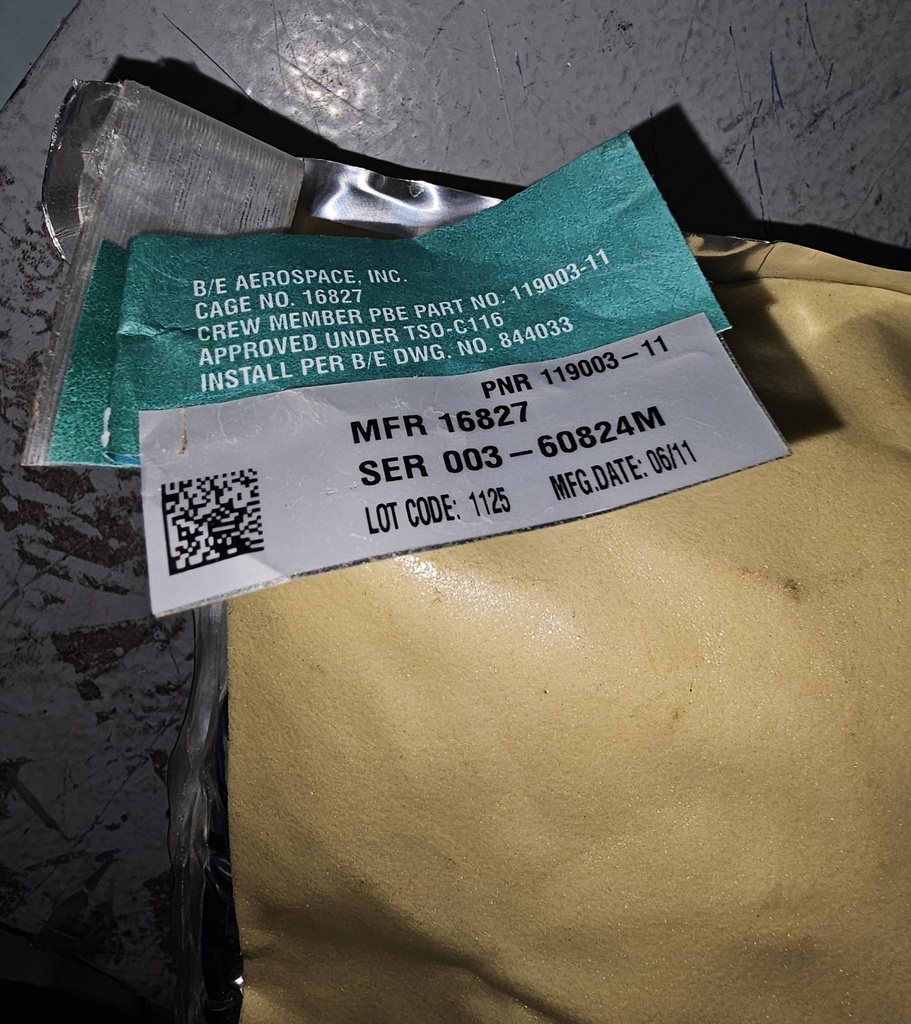 B/E AEROSPACE, INC.
CAGE NO. 16827
CREW MEMBER PBE PART NO. 119003-11
APPROVED UNDER TSO-C116
INSTALL PER B/E DWG. NO. 844033
PNR 119003-11
MFR 16827
SER 003-60824M
LOT CODE: 1125 MFG.DATE: 06/11